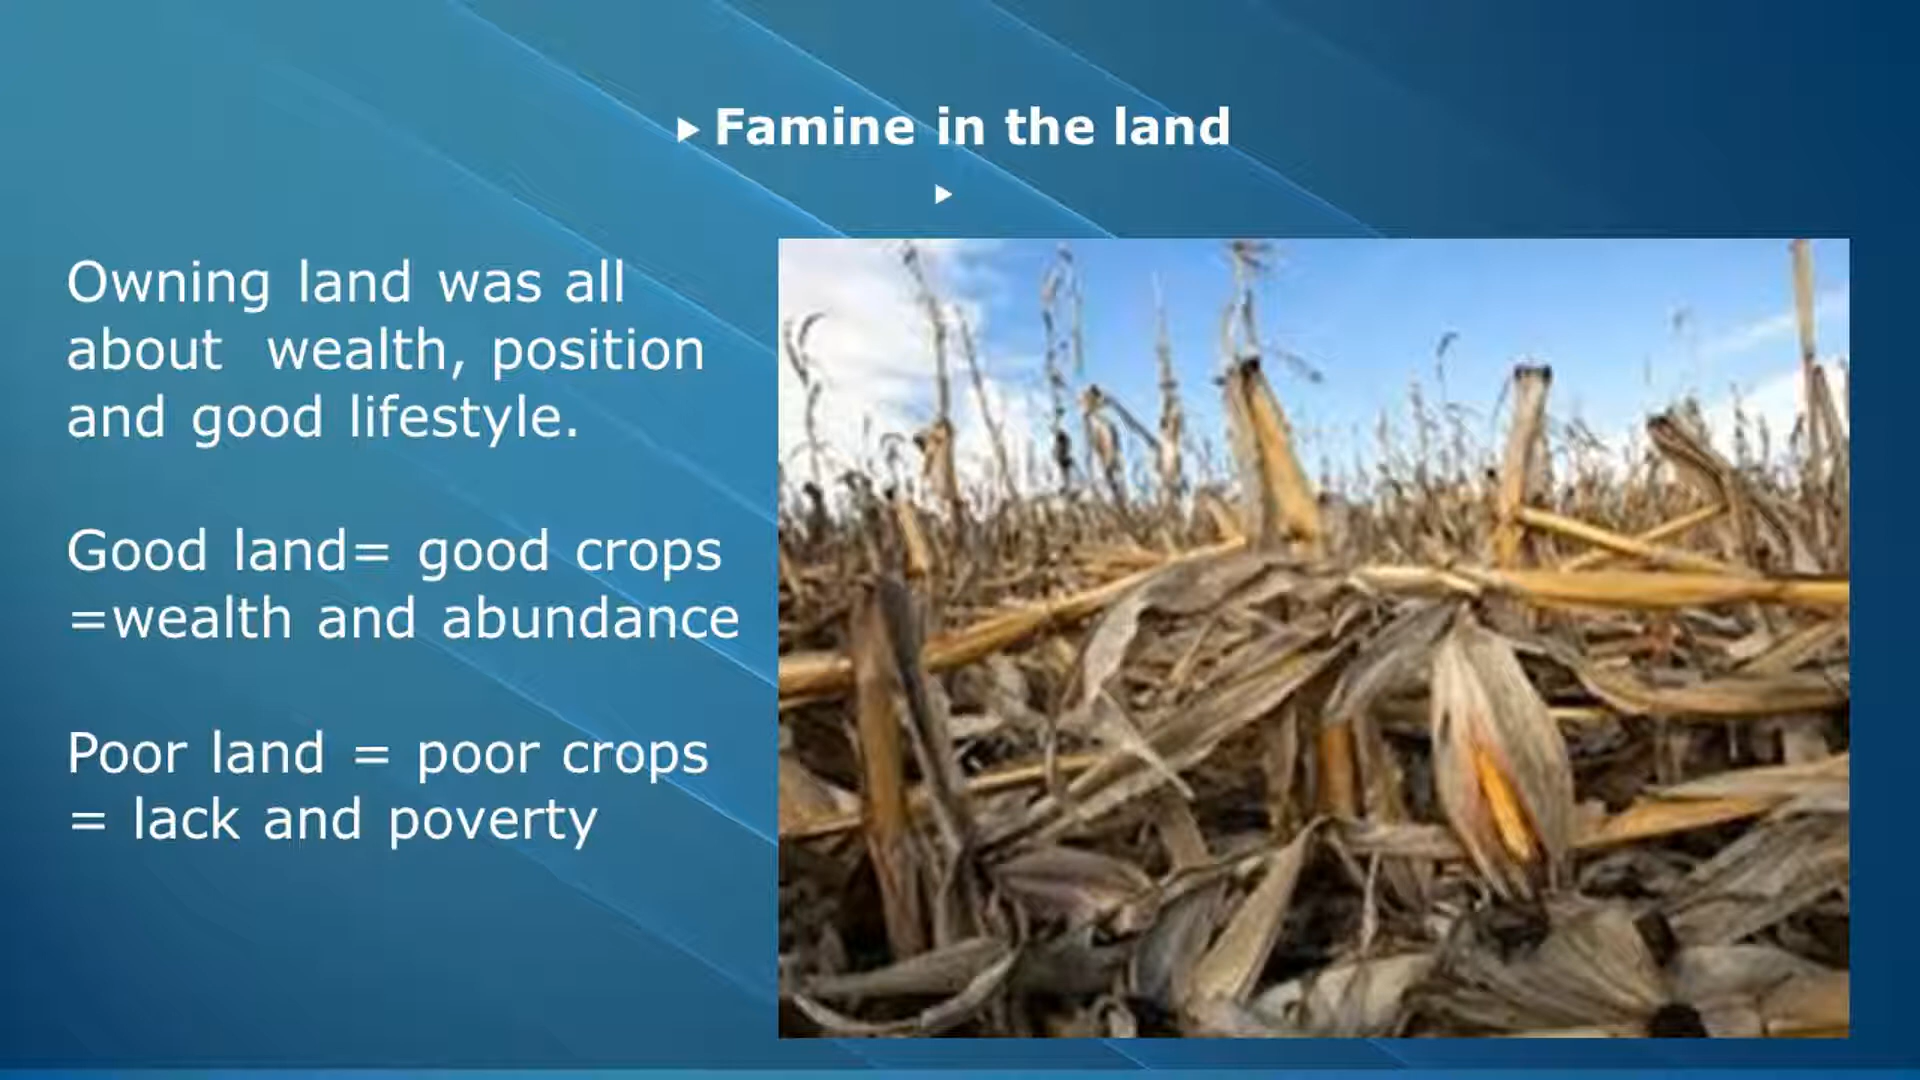 Famine in the land
Owning land was all
about wealth, position
and good lifestyle.
Good land= good crops
=wealth and abundance
Poor land = poor crops
= lack and poverty